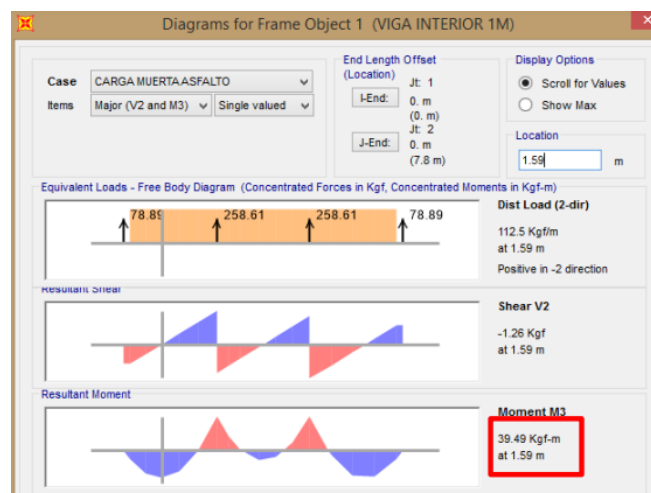 Diagrams for Frame Object 1 (VIGA INTERIOR 1M)
Case CARGA MUERTA ASFALTO
Items Major (V2 and M3) Single valued
End Length Offset
(Location)
Jt: 1
I-End: 0. m
(0. m)
Jt: 2
J-End: 0. m
(7.8 m)
Display Options
Scroll for Values
Show Max
Location
1.59 m
Equivalent Loads - Free Body Diagram (Concentrated Forces in Kgf, Concentrated Moments in Kgf-m)
78.89 258.61 258.61 78.89
Dist Load (2-dir)
112.5 Kgf/m
at 1.59 m
Positive in -2 direction
Resultant Shear
Shear V2
-1.26 Kgf
at 1.59 m
Resultant Moment
Moment M3
39.49 Kgf-m
at 1.59 m